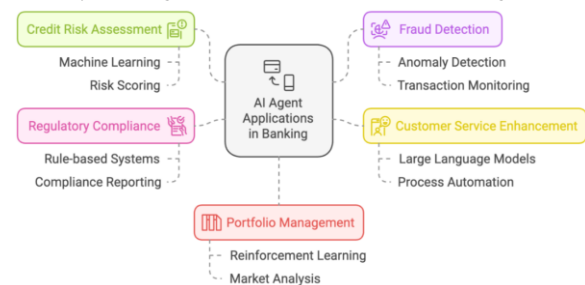 Credit Risk Assessment
Machine Learning
Risk Scoring
Regulatory Compliance
Rule-based Systems
Compliance Reporting
AI Agent
Applications
in Banking
Fraud Detection
Anomaly Detection
Transaction Monitoring
Customer Service Enhancement
Large Language Models
Process Automation
Portfolio Management
Reinforcement Learning
Market Analysis